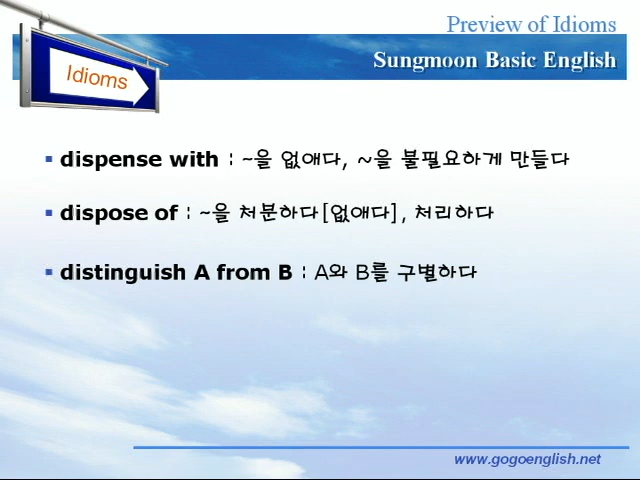 Preview of Idioms
Sungmoon Basic English
Idioms
▪ dispense with : ~을 없애다, ~을 불필요하게 만들다
▪ dispose of : ~을 처분하다[없애다], 처리하다
▪ distinguish A from B : A와 B를 구별하다
www.gogoenglish.net